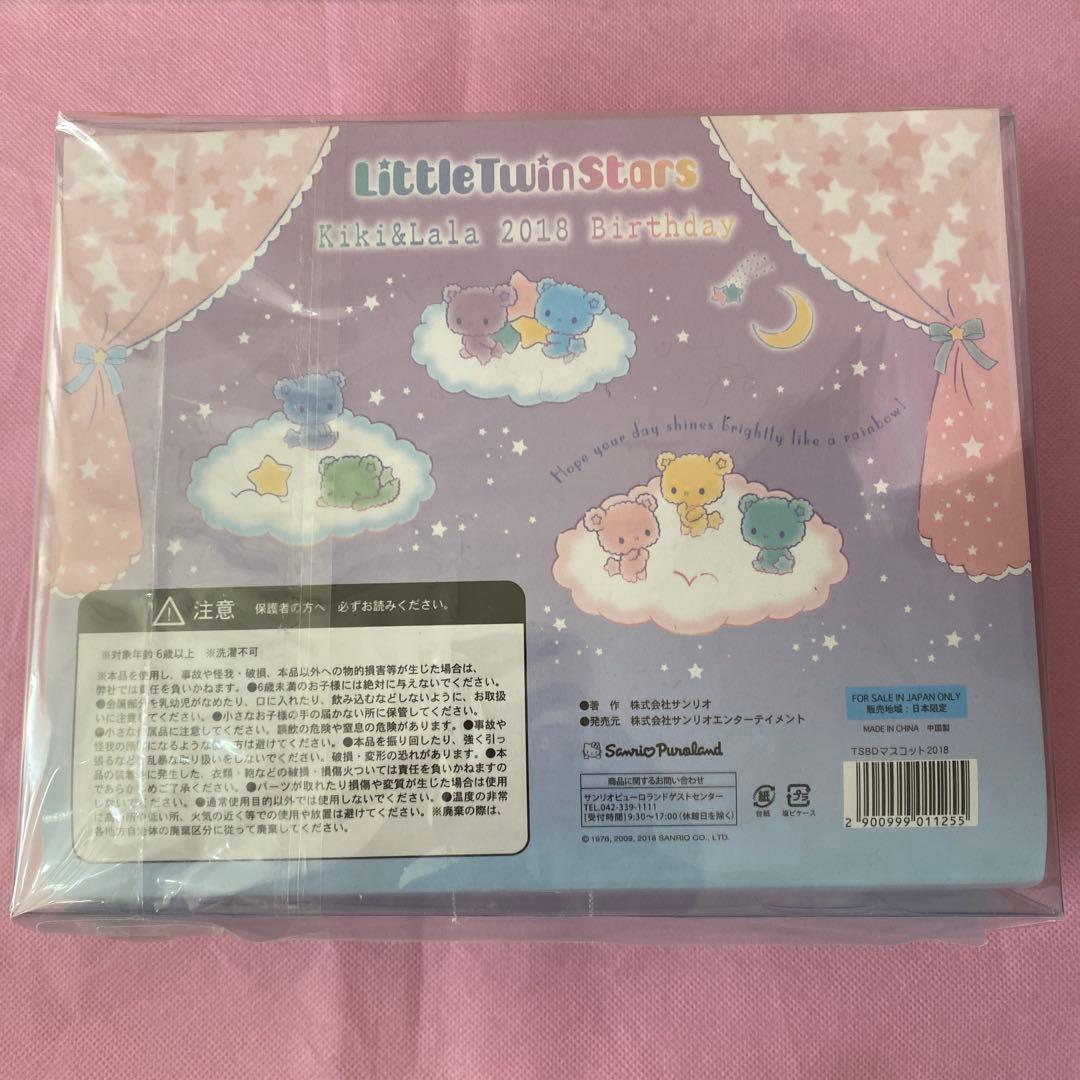 LittleTwinStars
Kiki&Lala 2018 Birthday
Hope your day shines brightly like a rainbow!
注意 保護者の方へ 必ずお読みください。
※対象年齢6歳以上 ※洗濯不可
※本品を使用し、事故や怪我・破損、本品以外への物的損害等が生じた場合は、
弊社では責任を負いかねます。●6歳未満のお子様には絶対に与えないでください。
●金属部分を乳幼児がなめたり、口に入れたり、飲み込むなどしないように、お取扱
いに注意してください。●小さなお子様の手の届かない所に保管してください。
●小さな付属品に注意してください。誤飲の危険や窒息の危険があります。●事故や
怪我の原因になるような使い方は避けてください。●本品を振り回したり、強く引っ
張るなど乱暴な取り扱いをしないでください。破損・変形の恐れがあります。●本
品の装着時に発生した、衣類・鞄などの破損・損傷については責任を負いかねますので
であらかじめご了承ください。●パーツが取れたり損傷や変質が生じた場合は使用
しないでください。●通常使用目的以外では使用しないでください。●温度の非常
に高い所や低い所、火気の近く等での使用や放置は避けてください。※廃棄の際は、
各地方自治体の廃棄区分に従って廃棄してください。
●著 作 株式会社サンリオ
●発売元 株式会社サンリオエンターテイメント
Sanrio Puroland
商品に関するお問い合わせ
サンリオピューロランドゲストセンター
TEL.042-339-1111
[受付時間]9:30~17:00(休館日を除く)
紙 プラ
台紙 塩ビケース
© 1976, 2009, 2018 SANRIO CO., LTD.
FOR SALE IN JAPAN ONLY
販売地域:日本限定
MADE IN CHINA 中国製
TSBDマスコット2018
2 900999 011255